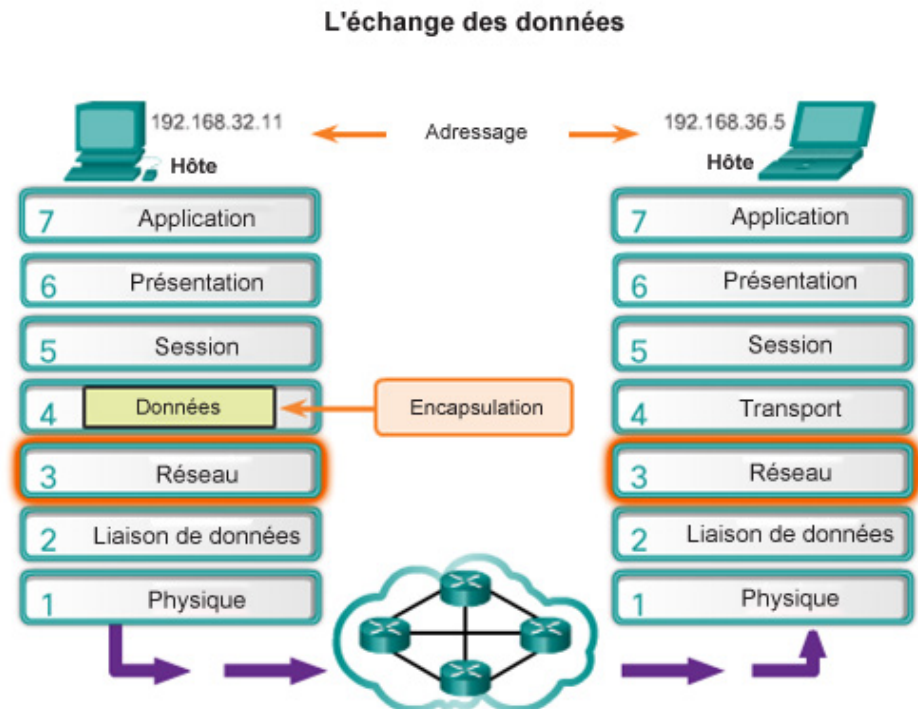 L'échange des données
192.168.32.11
Adressage
192.168.36.5
Hôte
Hôte
7 Application
7 Application
6 Présentation
6 Présentation
5 Session
5 Session
4 Données
Encapsulation
4 Transport
3 Réseau
3 Réseau
2 Liaison de données
2 Liaison de données
1 Physique
1 Physique